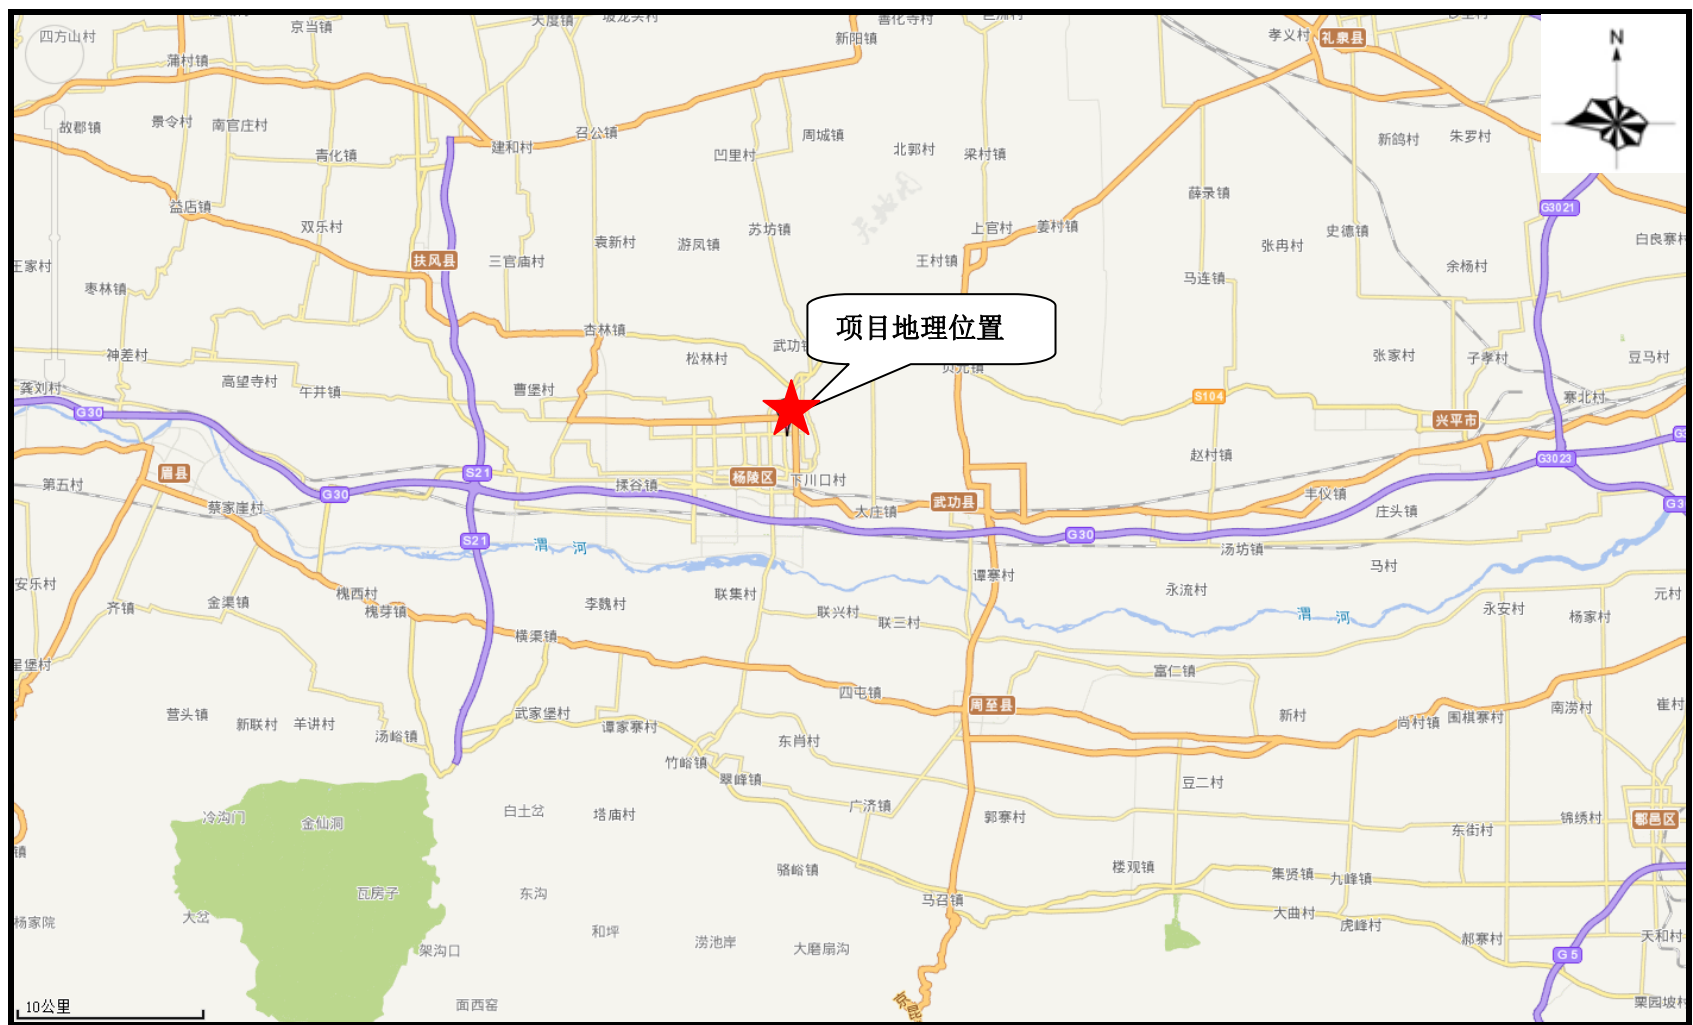 京当镇
天度镇
四方山村
新阳镇
孝义村
礼泉县
N
蒲村镇
故郡镇
景令村
南官庄村
召公镇
周城镇
新鸽村
朱罗村
建和村
青化镇
凹里村
北郭村
梁村镇
薛录镇
G3021
益店镇
双乐村
袁新村
游凤镇
苏坊镇
上官村
姜村镇
史德镇
张冉村
白良寨村
王家村
扶风县
三官庙村
王村镇
余杨村
枣林镇
马连镇
杏林镇
项目地理位置
武功镇
神差村
松林村
张家村
子孝村
豆马村
龚刘村
高望寺村
午井镇
曹堡村
贞元镇
S104
寨北村
G30
兴平市
眉县
S21
杨陵区
下川口村
赵村镇
G3023
第五村
G30
揉谷镇
武功县
丰仪镇
蔡家崖村
大庄镇
庄头镇
S21
渭河
G30
汤坊镇
安乐村
谭寨村
马村
槐西村
联集村
永流村
元村
齐镇
金渠镇
槐芽镇
李魏村
联兴村
联三村
渭河
永安村
杨家村
横渠镇
星堡村
富仁镇
四屯镇
周至县
营头镇
新联村
羊讲村
武家堡村
谭家寨村
新村
尚村镇
围棋寨村
南涝村
崔村
汤峪镇
东肖村
竹峪镇
翠峰镇
豆二村
冷沟门
金仙洞
白土岔
塔庙村
广济镇
郭寨村
东街村
锦绣村
鄠邑区
镇
骆峪镇
楼观镇
集贤镇
九峰镇
瓦房子
东沟
马召镇
大岔
杨家院
大曲村
虎峰村
和坪
涝池岸
大磨扇沟
郝寨村
天和村
架沟口
G5
面西窑
栗园坡村
10公里